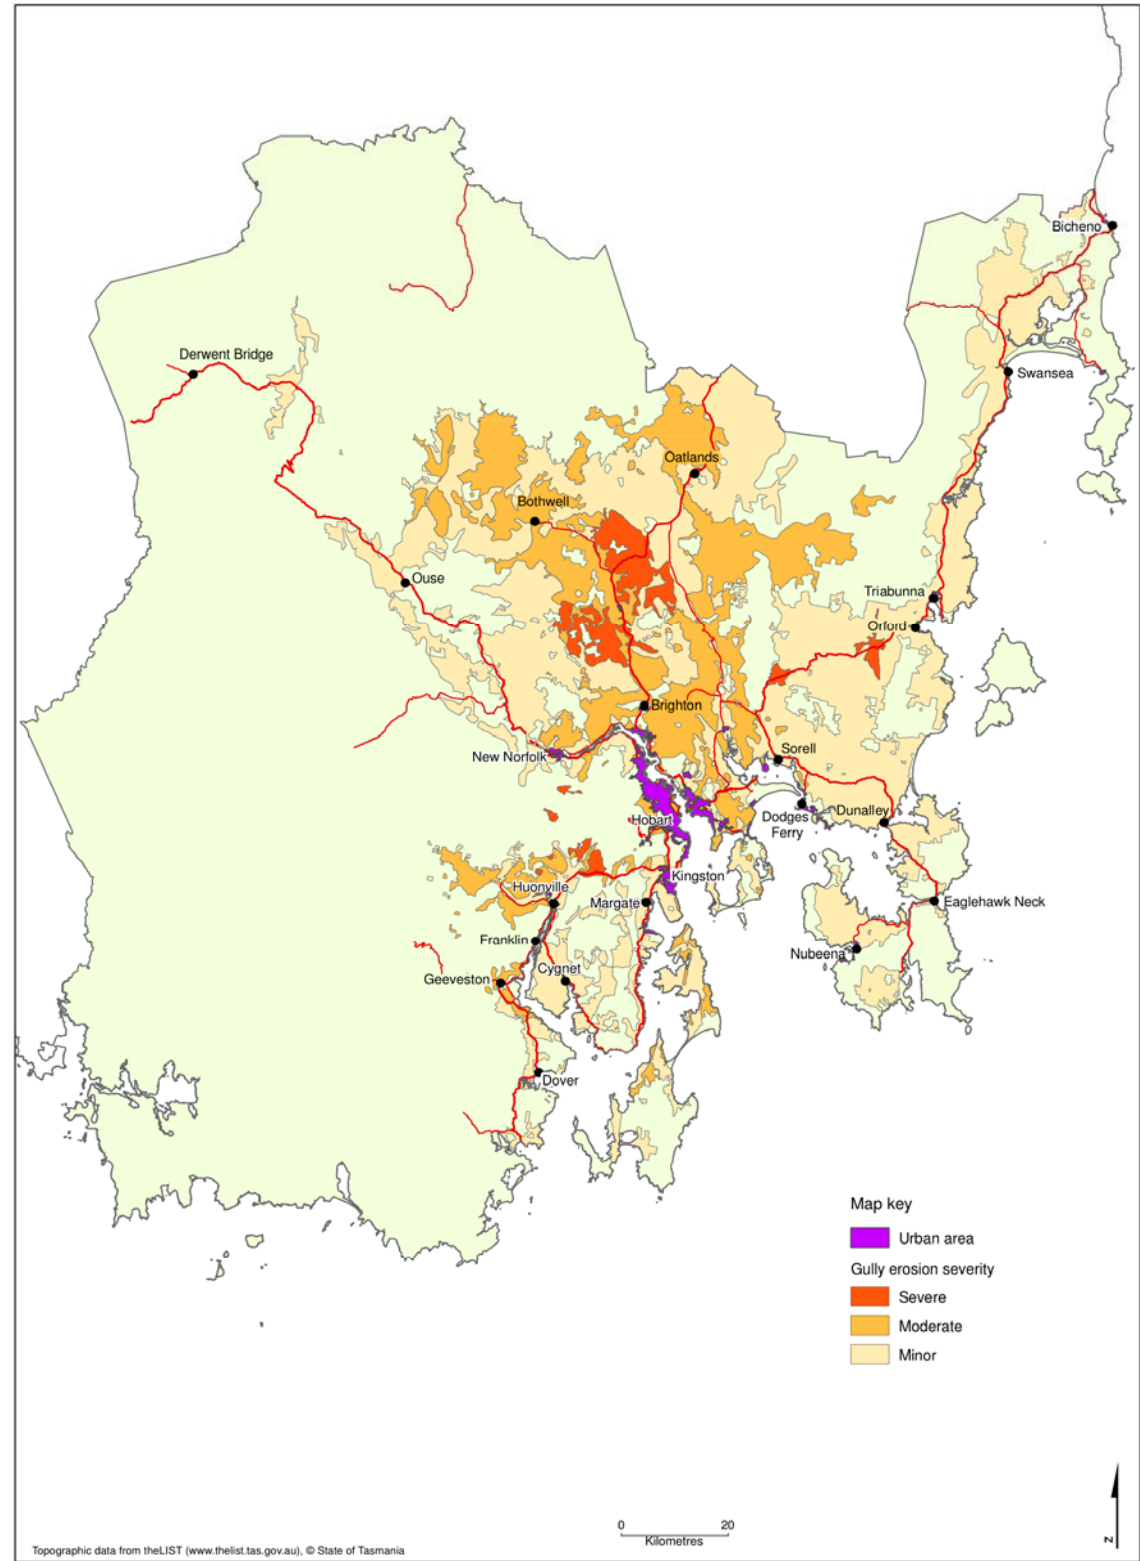 Bicheno
Derwent Bridge
Swansea
Oatlands
Bothwell
Ouse
Triabunna
Orford
Brighton
Sorell
New Norfolk
Dunalley
Hobart
Dodges
Ferry
Kingston
Huonville
Margate
Eaglehawk Neck
Franklin
Nubeena
Cygnet
Geeveston
Dover
Map key
Urban area
Gully erosion severity
Severe
Moderate
Minor
0 20
Kilometres
N
Topographic data from theLIST (www.thelist.tas.gov.au), © State of Tasmania